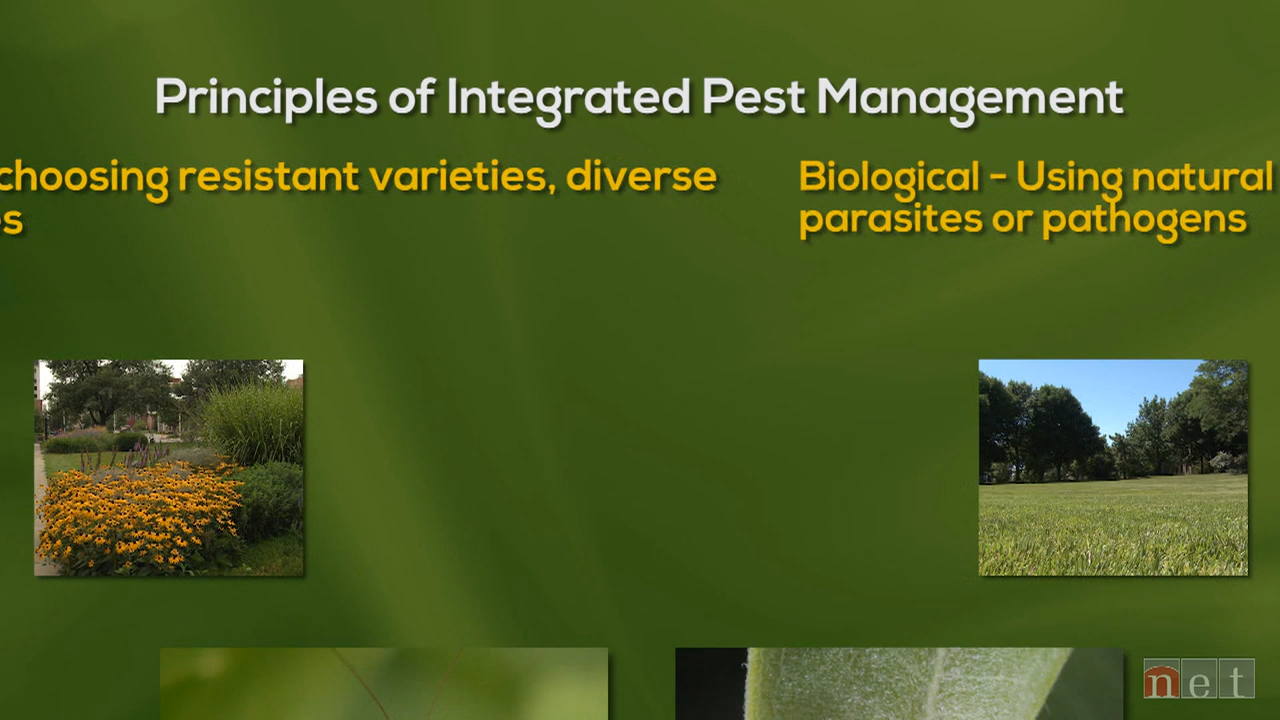 Principles of Integrated Pest Management
choosing resistant varieties, diverse
Biological - Using natural
parasites or pathogens
net